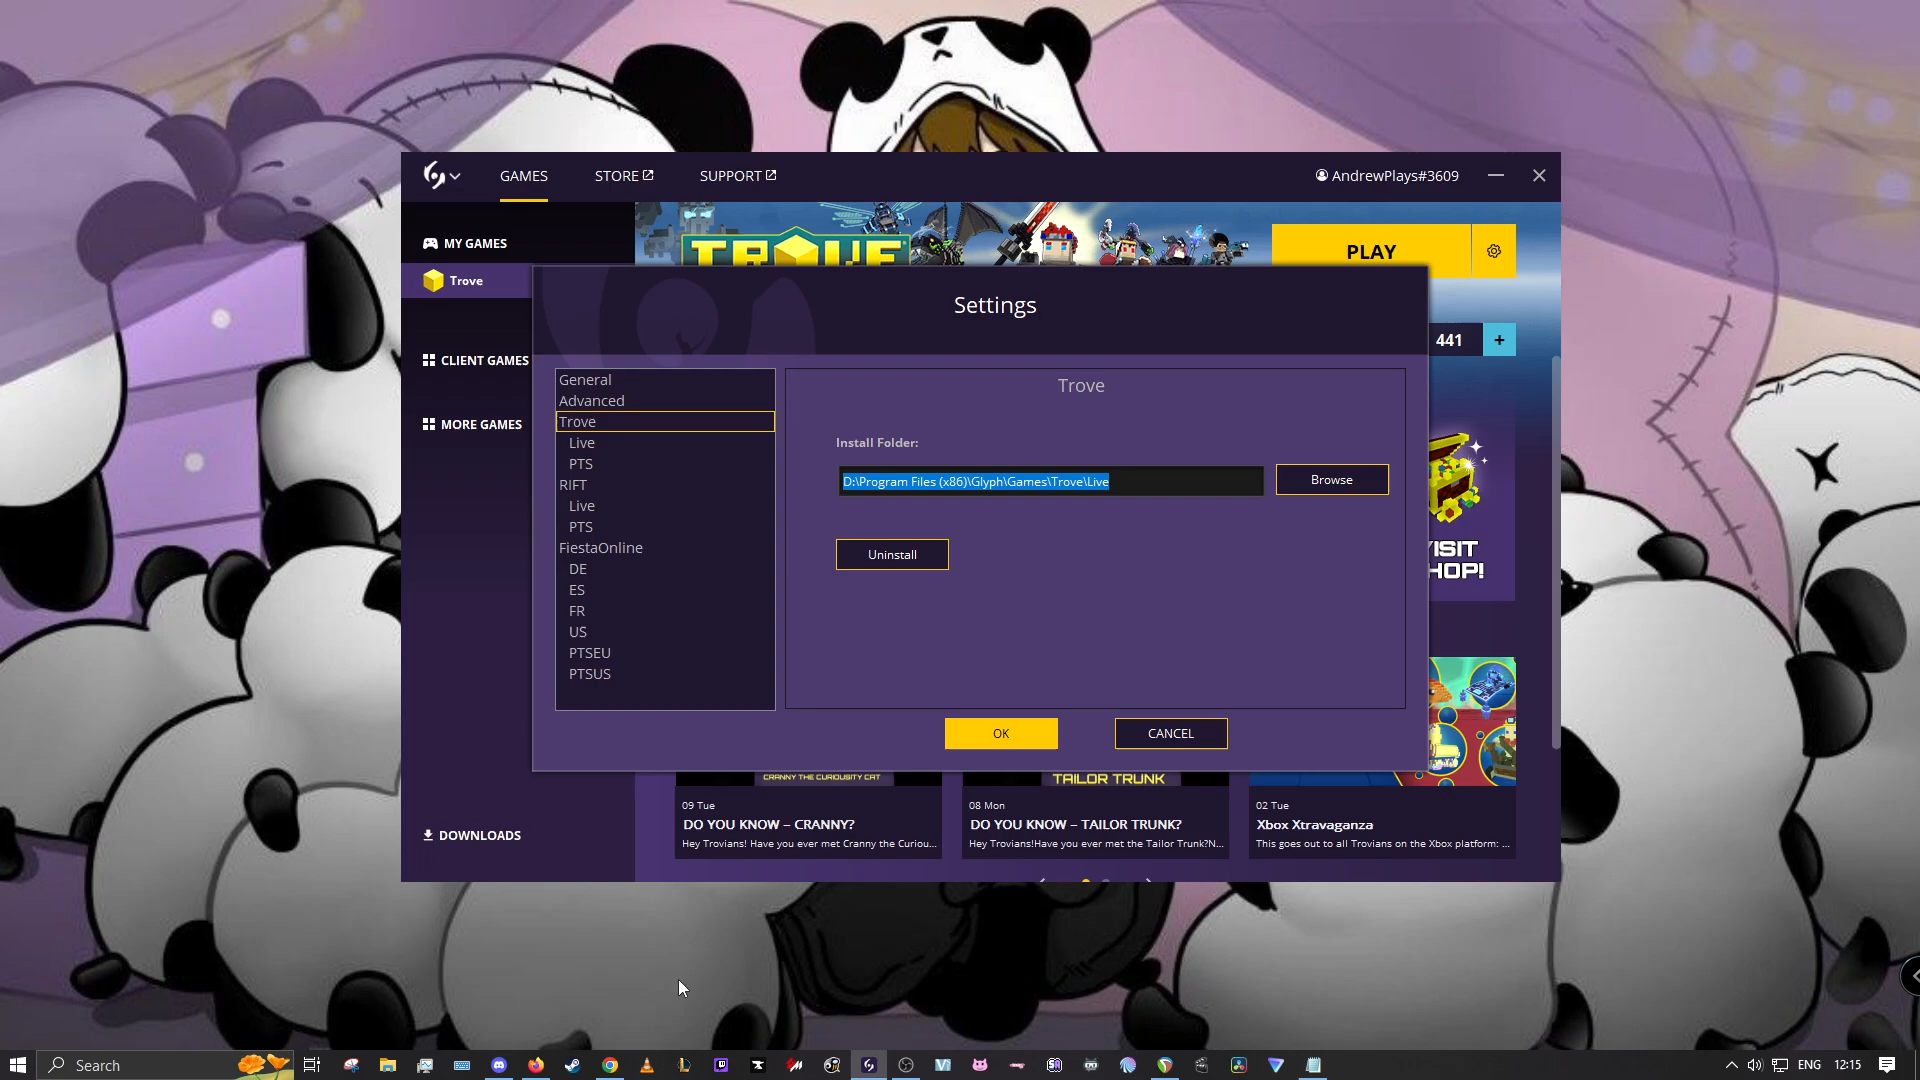 GAMES
STORE
SUPPORT
AndrewPlays#3609
MY GAMES
Trove
CLIENT GAMES
MORE GAMES
DOWNLOADS
TROVE
PLAY
441
+
Settings
General
Advanced
Trove
Live
PTS
RIFT
Live
PTS
FiestaOnline
DE
ES
FR
US
PTSEU
PTSUS
Trove
Install Folder:
D:\Program Files (x86)\Glyph\Games\Trove\Live
Browse
Uninstall
OK
CANCEL
CRANNY THE CURIOUSITY CAT
TAILOR TRUNK
09 Tue
DO YOU KNOW – CRANNY?
Hey Trovians! Have you ever met Cranny the Curiou...
08 Mon
DO YOU KNOW – TAILOR TRUNK?
Hey Trovians!Have you ever met the Tailor Trunk?N...
02 Tue
Xbox Xtravaganza
This goes out to all Trovians on the Xbox platform: ...
Search
ENG
12:15